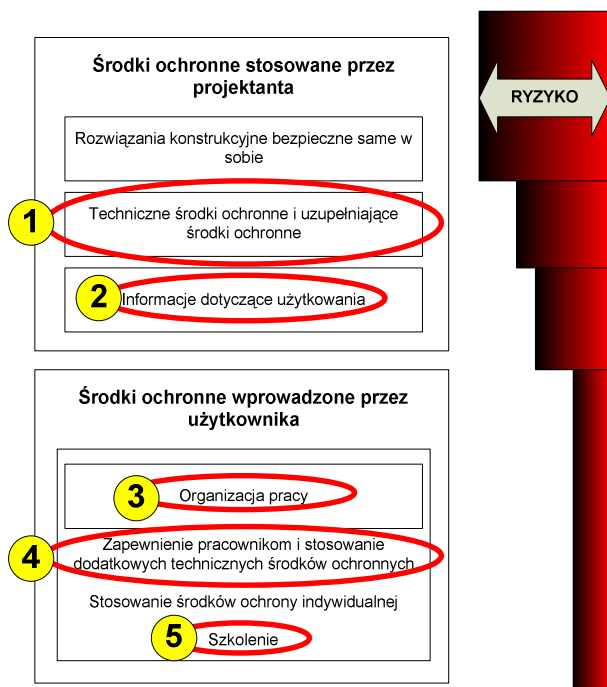 Środki ochronne stosowane przez
projektanta
RYZYKO
Rozwiązania konstrukcyjne bezpieczne same w
sobie
1
Techniczne środki ochronne i uzupełniające
środki ochronne
2
Informacje dotyczące użytkowania
Środki ochronne wprowadzone przez
użytkownika
3
Organizacja pracy
4
Zapewnienie pracownikom i stosowanie
dodatkowych technicznych środków ochronnych
Stosowanie środków ochrony indywidualnej
5
Szkolenie